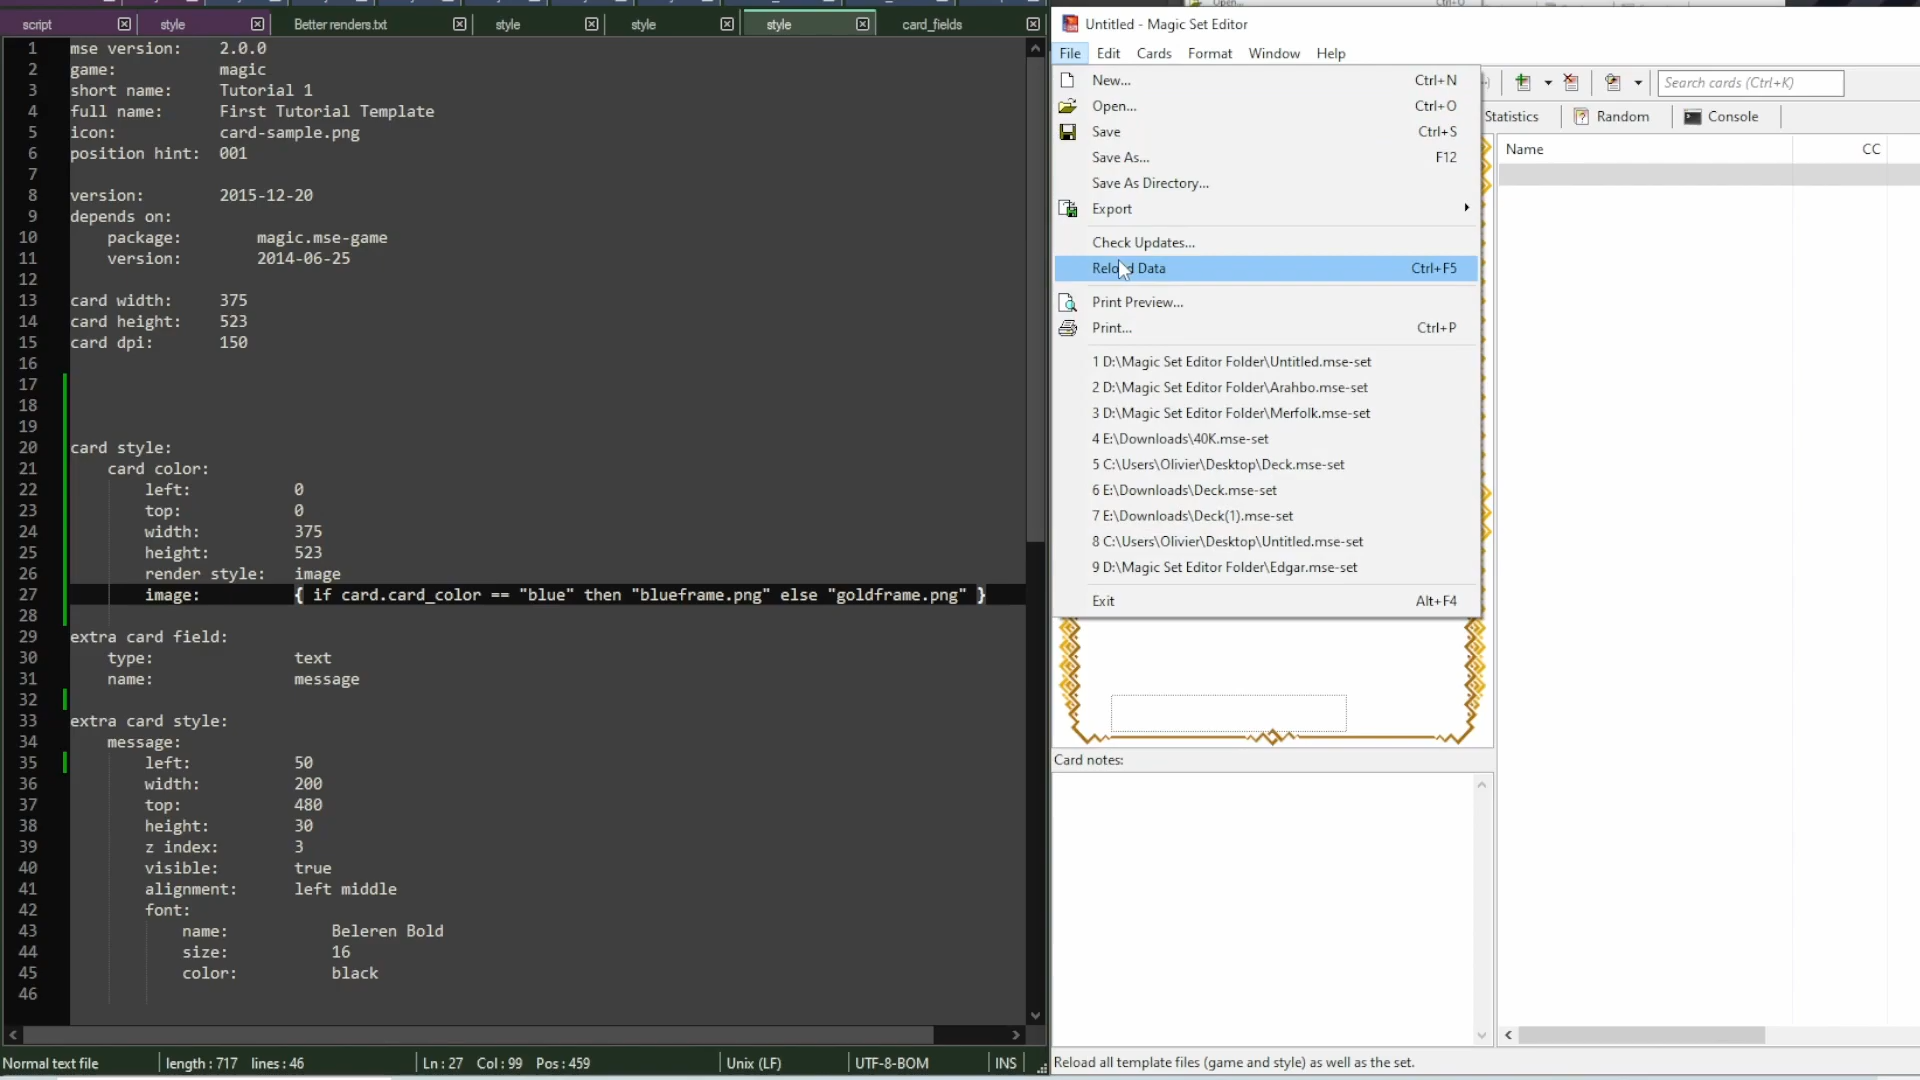 script
style
Better renders.txt
style
style
style
card_fields
1 mse version: 2.0.0
2 game: magic
3 short name: Tutorial 1
4 full name: First Tutorial Template
5 icon: card-sample.png
6 position hint: 001
7
8 version: 2015-12-20
9 depends on:
10 package: magic.mse-game
11 version: 2014-06-25
12
13 card width: 375
14 card height: 523
15 card dpi: 150
16
17
18
19
20 card style:
21 card color:
22 left: 0
23 top: 0
24 width: 375
25 height: 523
26 render style: image
27 image: { if card.card_color == "blue" then "blueframe.png" else "goldframe.png" }
28
29 extra card field:
30 type: text
31 name: message
32
33 extra card style:
34 message:
35 left: 50
36 width: 200
37 top: 480
38 height: 30
39 z index: 3
40 visible: true
41 alignment: left middle
42 font:
43 name: Beleren Bold
44 size: 16
45 color: black
46
Normal text file
length : 717 lines : 46
Ln : 27 Col : 99 Pos : 459
Unix (LF)
UTF-8-BOM
INS
Untitled - Magic Set Editor
File Edit Cards Format Window Help
New... Ctrl+N
Open... Ctrl+O
Save Ctrl+S
Save As... F12
Save As Directory...
Export
Check Updates...
Reload Data Ctrl+F5
Print Preview...
Print... Ctrl+P
1 D:\Magic Set Editor Folder\Untitled.mse-set
2 D:\Magic Set Editor Folder\Arahbo.mse-set
3 D:\Magic Set Editor Folder\Merfolk.mse-set
4 E:\Downloads\40K.mse-set
5 C:\Users\Olivier\Desktop\Deck.mse-set
6 E:\Downloads\Deck.mse-set
7 E:\Downloads\Deck(1).mse-set
8 C:\Users\Olivier\Desktop\Untitled.mse-set
9 D:\Magic Set Editor Folder\Edgar.mse-set
Exit Alt+F4
Search cards (Ctrl+K)
Statistics
Random
Console
Name CC
Card notes:
Reload all template files (game and style) as well as the set.